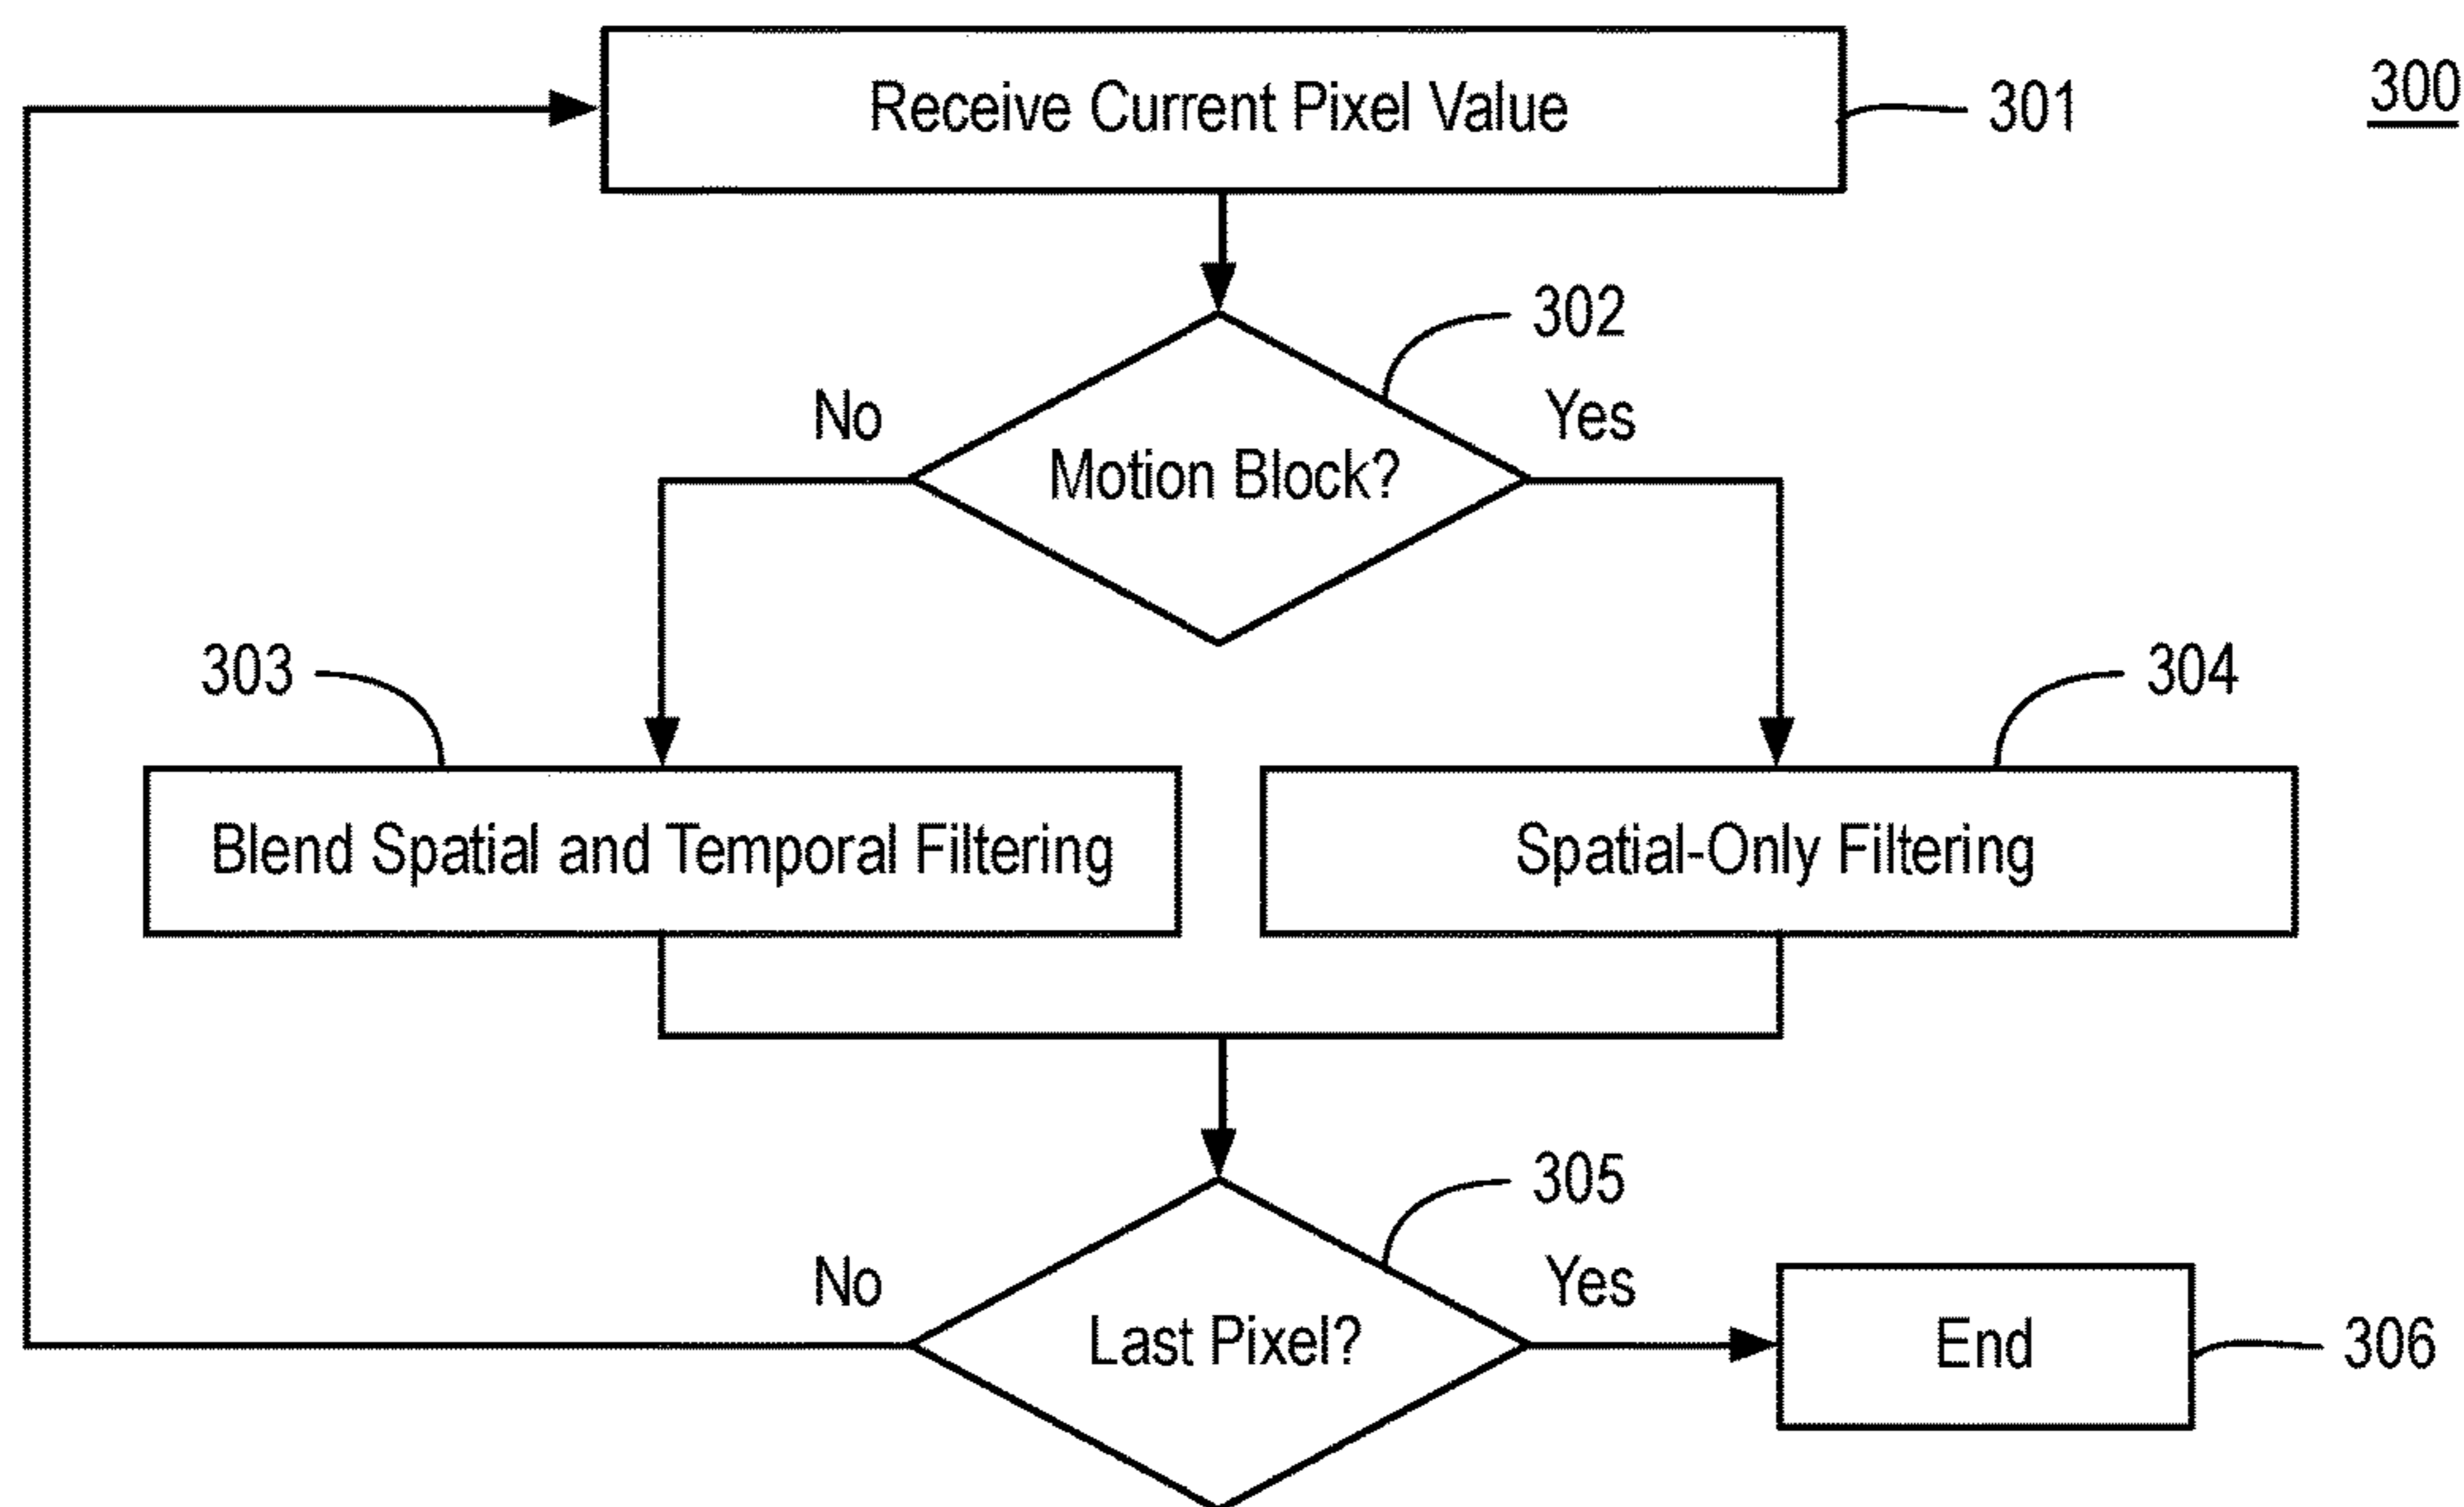 Receive Current Pixel Value
301
300
302
No
Yes
Motion Block?
303
304
Blend Spatial and Temporal Filtering
Spatial-Only Filtering
305
No
Yes
Last Pixel?
End
306